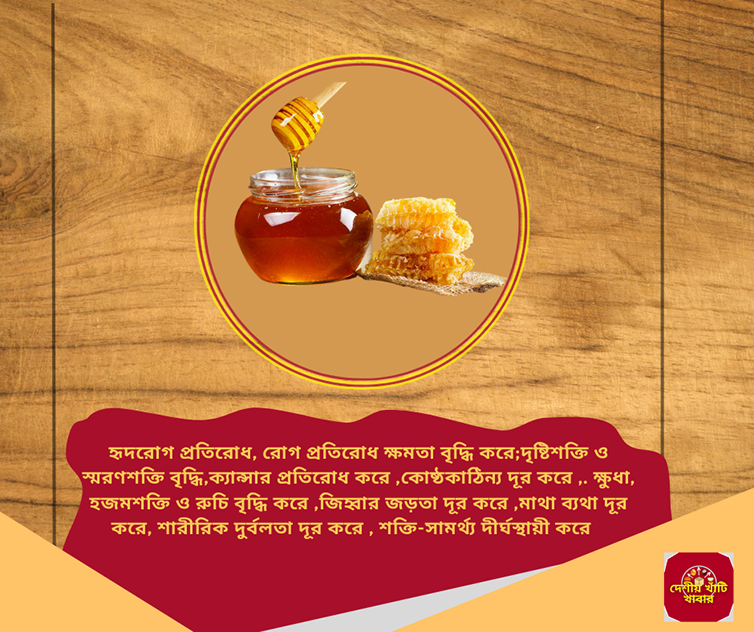 হৃদরোগ প্রতিরোধ, রোগ প্রতিরোধ ক্ষমতা বৃদ্ধি করে;দৃষ্টিশক্তি ও
স্মরণশক্তি বৃদ্ধি,ক্যান্সার প্রতিরোধ করে ,কোষ্ঠকাঠিন্য দূর করে ,. ক্ষুধা,
হজমশক্তি ও রুচি বৃদ্ধি করে ,জিহ্বার জড়তা দূর করে ,মাথা ব্যথা দূর
করে, শারীরিক দুর্বলতা দূর করে , শক্তি-সামর্থ্য দীর্ঘস্থায়ী করে
দেশীয় খাঁটি
খাবার